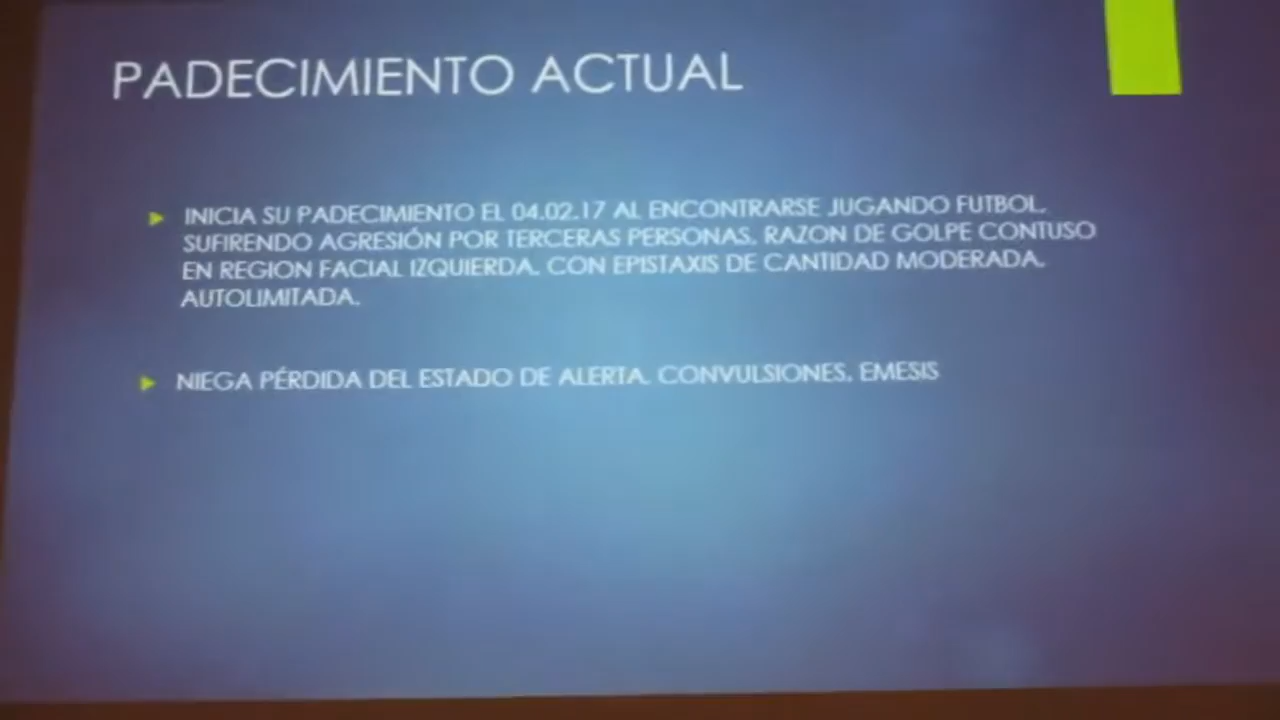 PADECIMIENTO ACTUAL
INICIA SU PADECIMIENTO EL 04.02.17 AL ENCONTRARSE JUGANDO FUTBOL,
SUFIRENDO AGRESIÓN POR TERCERAS PERSONAS, RAZON DE GOLPE CONTUSO
EN REGION FACIAL IZQUIERDA, CON EPISTAXIS DE CANTIDAD MODERADA,
AUTOLIMITADA.
NIEGA PÉRDIDA DEL ESTADO DE ALERTA, CONVULSIONES, EMESIS